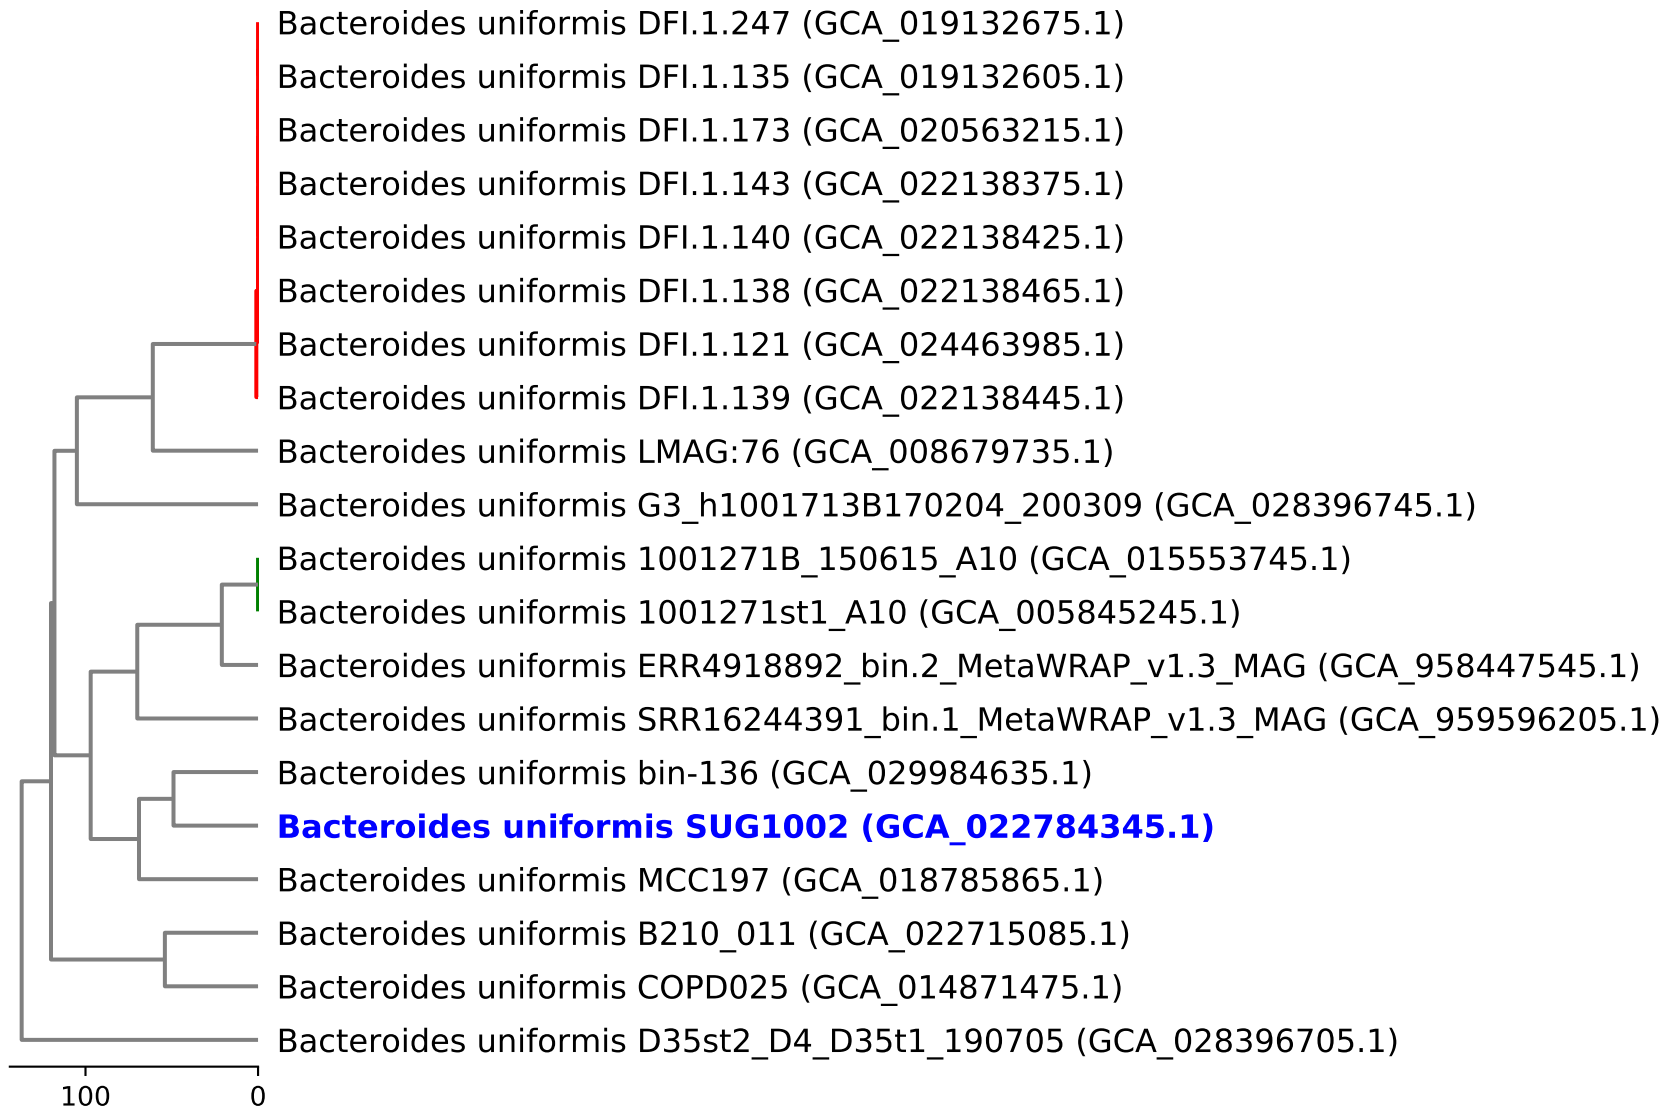 Bacteroides uniformis DFI.1.247 (GCA_019132675.1)
Bacteroides uniformis DFI.1.135 (GCA_019132605.1)
Bacteroides uniformis DFI.1.173 (GCA_020563215.1)
Bacteroides uniformis DFI.1.143 (GCA_022138375.1)
Bacteroides uniformis DFI.1.140 (GCA_022138425.1)
Bacteroides uniformis DFI.1.138 (GCA_022138465.1)
Bacteroides uniformis DFI.1.121 (GCA_024463985.1)
Bacteroides uniformis DFI.1.139 (GCA_022138445.1)
Bacteroides uniformis LMAG:76 (GCA_008679735.1)
Bacteroides uniformis G3_h1001713B170204_200309 (GCA_028396745.1)
Bacteroides uniformis 1001271B_150615_A10 (GCA_015553745.1)
Bacteroides uniformis 1001271st1_A10 (GCA_005845245.1)
Bacteroides uniformis ERR4918892_bin.2_MetaWRAP_v1.3_MAG (GCA_958447545.1)
Bacteroides uniformis SRR16244391_bin.1_MetaWRAP_v1.3_MAG (GCA_959596205.1)
Bacteroides uniformis bin-136 (GCA_029984635.1)
Bacteroides uniformis SUG1002 (GCA_022784345.1)
Bacteroides uniformis MCC197 (GCA_018785865.1)
Bacteroides uniformis B210_011 (GCA_022715085.1)
Bacteroides uniformis COPD025 (GCA_014871475.1)
Bacteroides uniformis D35st2_D4_D35t1_190705 (GCA_028396705.1)
100 0